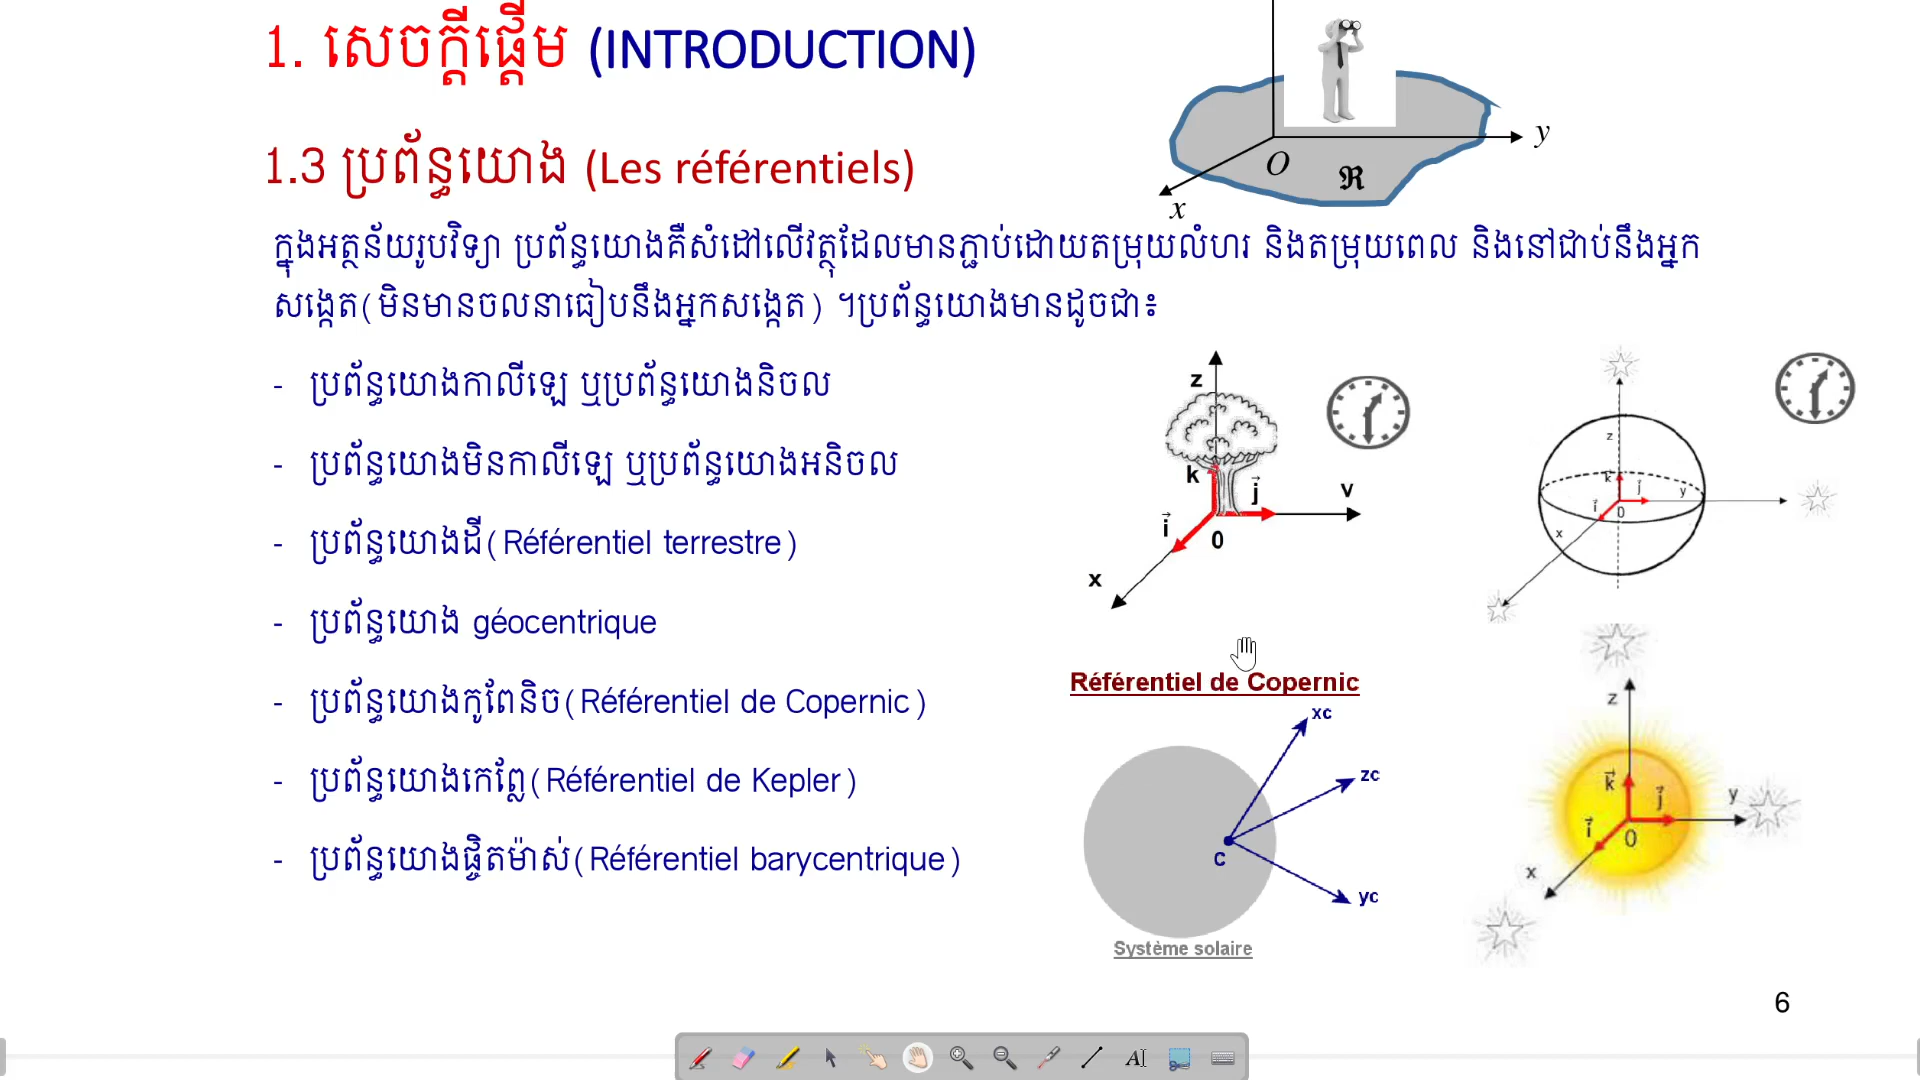 1. សេចក្តីផ្តើម (INTRODUCTION)
1.3 ប្រព័ន្ធយោង (Les référentiels)
y
O
ℜ
x
ក្នុងអត្ថន័យរូបវិទ្យា ប្រព័ន្ធយោងគឺសំដៅលើវត្ថុដែលមានភ្ជាប់ដោយតម្រុយលំហរ និងតម្រុយពេល និងនៅជាប់នឹងអ្នក
សង្កេត(មិនមានចលនាធៀបនឹងអ្នកសង្កេត) ។ប្រព័ន្ធយោងមានដូចជា៖
- ប្រព័ន្ធយោងកាលីឡេ ឬប្រព័ន្ធយោងនិចល
- ប្រព័ន្ធយោងមិនកាលីឡេ ឬប្រព័ន្ធយោងអនិចល
- ប្រព័ន្ធយោងដី(Référentiel terrestre)
- ប្រព័ន្ធយោង géocentrique
- ប្រព័ន្ធយោងកូពែនិច(Référentiel de Copernic)
- ប្រព័ន្ធយោងកេព្លែ(Référentiel de Kepler)
- ប្រព័ន្ធយោងផ្ចិតម៉ាស់(Référentiel barycentrique)
z
k
j
v
i
0
x
z
k
j
y
i
0
x
Référentiel de Copernic
xc
zc
C
yc
Système solaire
z
k
j
y
i
0
x
6
AI